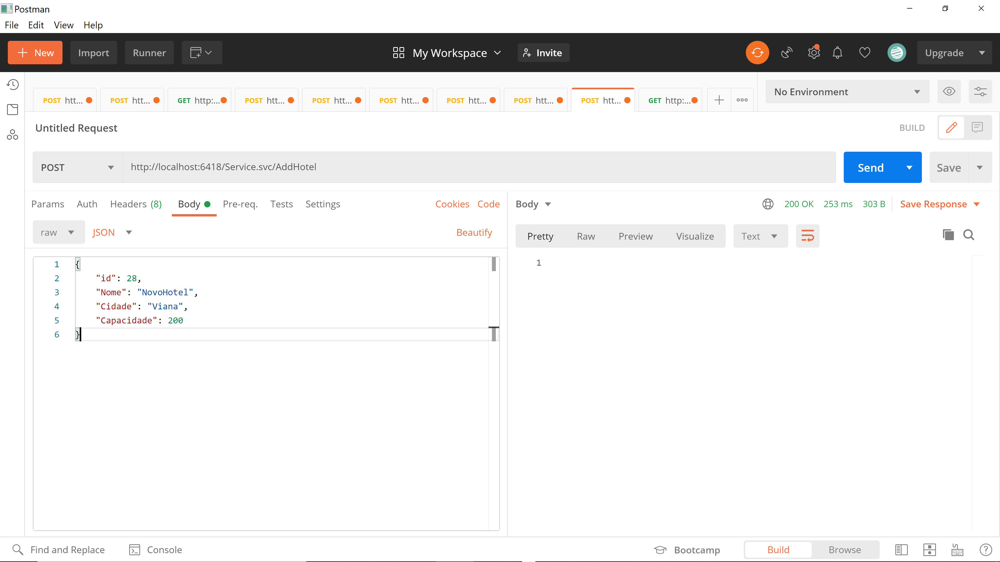 Postman
File Edit View Help
New Import Runner My Workspace Invite Upgrade
POST htt... POST htt... GET http:... POST htt... POST htt... POST htt... POST htt... POST htt... POST htt... GET http:... No Environment
Untitled Request BUILD
POST http://localhost:6418/Service.svc/AddHotel Send Save
Params Auth Headers (8) Body Pre-req. Tests Settings Cookies Code Body 200 OK 253 ms 303 B Save Response
raw JSON Beautify Pretty Raw Preview Visualize Text
1 {
2 "id": 28,
3 "Nome": "NovoHotel",
4 "Cidade": "Viana",
5 "Capacidade": 200
6 }
1
Find and Replace Console Bootcamp Build Browse